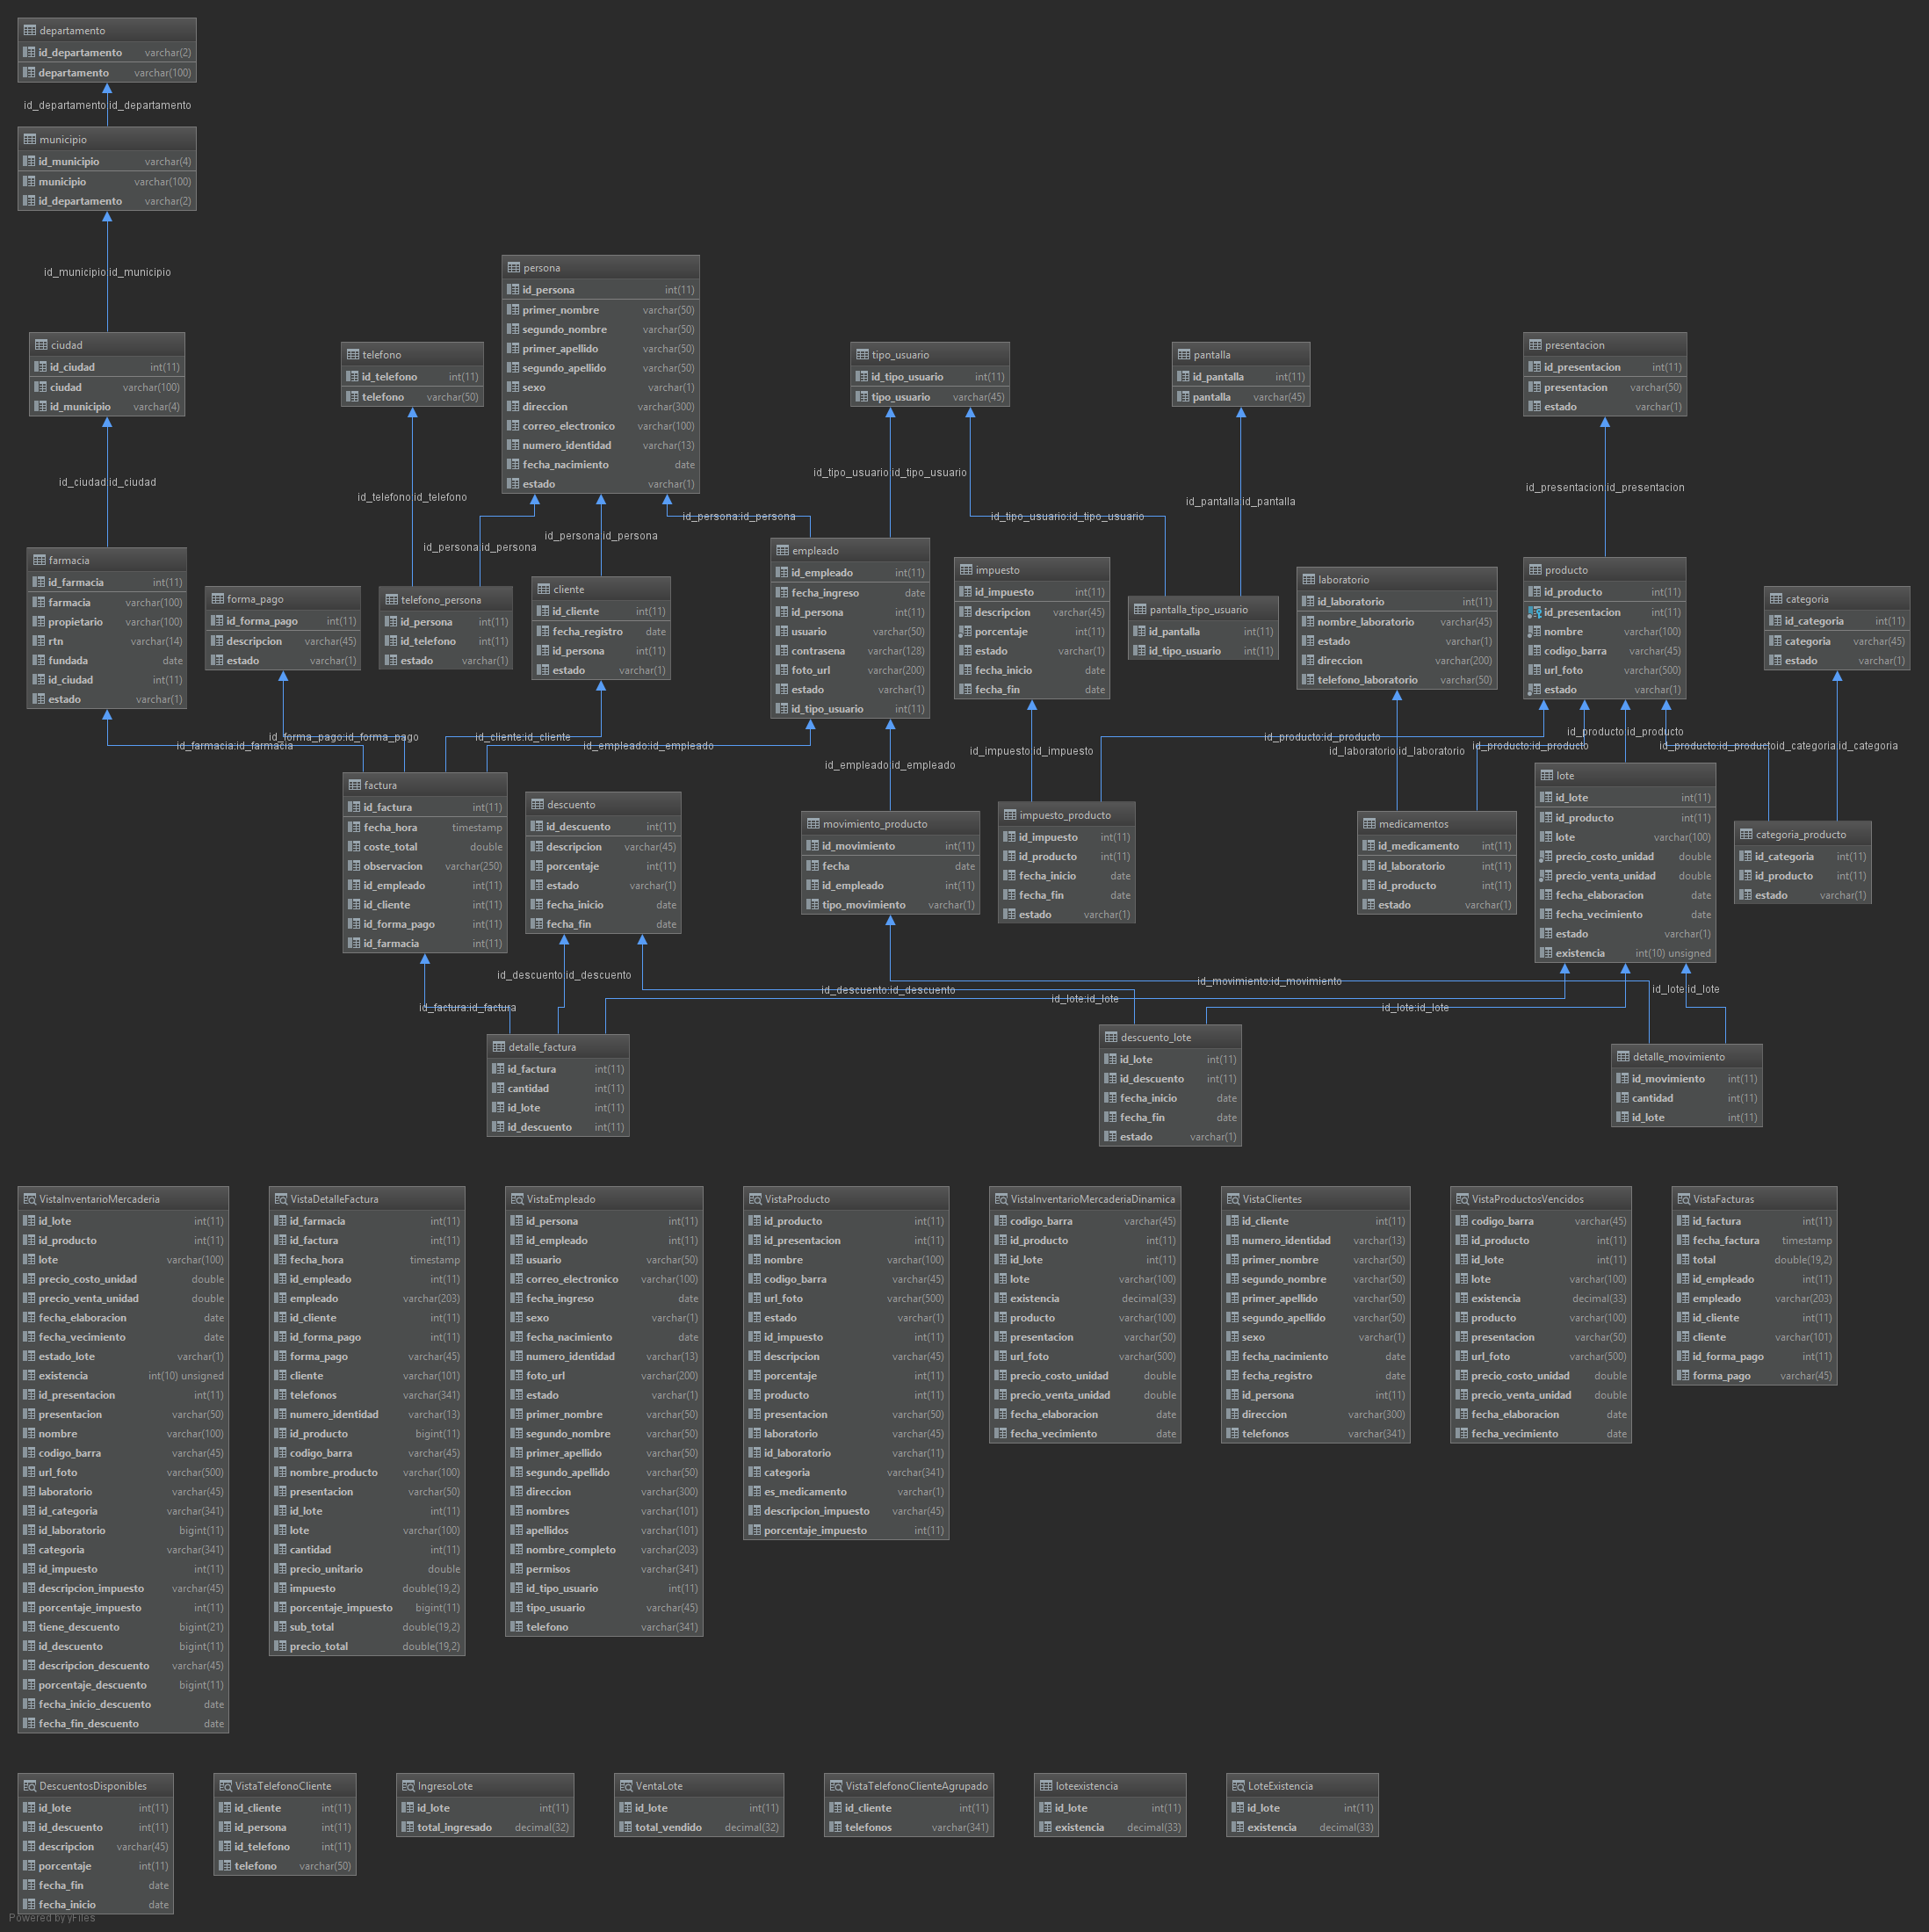 departamento
id_departamento varchar(2)
departamento varchar(100)
id_departamento:id_departamento
municipio
id_municipio varchar(4)
municipio varchar(100)
id_departamento varchar(2)
id_municipio:id_municipio
ciudad
id_ciudad int(11)
ciudad varchar(100)
id_municipio varchar(4)
id_ciudad:id_ciudad
telefono
id_telefono int(11)
telefono varchar(50)
id_telefono:id_telefono
persona
id_persona int(11)
primer_nombre varchar(50)
segundo_nombre varchar(50)
primer_apellido varchar(50)
segundo_apellido varchar(50)
sexo varchar(1)
direccion varchar(300)
correo_electronico varchar(100)
numero_identidad varchar(13)
fecha_nacimiento date
estado varchar(1)
id_persona:id_persona
id_persona:id_persona
id_persona:id_persona
tipo_usuario
id_tipo_usuario int(11)
tipo_usuario varchar(45)
id_tipo_usuario:id_tipo_usuario
id_tipo_usuario:id_tipo_usuario
pantalla
id_pantalla int(11)
pantalla varchar(45)
id_pantalla:id_pantalla
presentacion
id_presentacion int(11)
presentacion varchar(50)
estado varchar(1)
id_presentacion:id_presentacion
farmacia
id_farmacia int(11)
farmacia varchar(100)
propietario varchar(100)
rtn varchar(14)
fundada date
id_ciudad int(11)
estado varchar(1)
forma_pago
id_forma_pago int(11)
descripcion varchar(45)
estado varchar(1)
telefono_persona
id_persona int(11)
id_telefono int(11)
estado varchar(1)
cliente
id_cliente int(11)
fecha_registro date
id_persona int(11)
estado varchar(1)
empleado
id_empleado int(11)
fecha_ingreso date
id_persona int(11)
usuario varchar(50)
contrasena varchar(128)
foto_url varchar(200)
estado varchar(1)
id_tipo_usuario int(11)
impuesto
id_impuesto int(11)
descripcion varchar(45)
porcentaje int(11)
estado varchar(1)
fecha_inicio date
fecha_fin date
pantalla_tipo_usuario
id_pantalla int(11)
id_tipo_usuario int(11)
laboratorio
id_laboratorio int(11)
nombre_laboratorio varchar(45)
estado varchar(1)
direccion varchar(200)
telefono_laboratorio varchar(50)
producto
id_producto int(11)
id_presentacion int(11)
nombre varchar(100)
codigo_barra varchar(45)
url_foto varchar(500)
estado varchar(1)
categoria
id_categoria int(11)
categoria varchar(45)
estado varchar(1)
id_farmacia:id_farmacia
id_forma_pago:id_forma_pago
id_cliente:id_cliente
id_empleado:id_empleado
id_empleado:id_empleado
id_impuesto:id_impuesto
id_producto:id_producto
id_laboratorio:id_laboratorio
id_producto:id_producto
id_producto:id_producto
id_producto:id_producto
id_categoria:id_categoria
factura
id_factura int(11)
fecha_hora timestamp
coste_total double
observacion varchar(250)
id_empleado int(11)
id_cliente int(11)
id_forma_pago int(11)
id_farmacia int(11)
descuento
id_descuento int(11)
descripcion varchar(45)
porcentaje int(11)
estado varchar(1)
fecha_inicio date
fecha_fin date
movimiento_producto
id_movimiento int(11)
fecha date
id_empleado int(11)
tipo_movimiento varchar(1)
impuesto_producto
id_impuesto int(11)
id_producto int(11)
fecha_inicio date
fecha_fin date
estado varchar(1)
medicamentos
id_medicamento int(11)
id_laboratorio int(11)
id_producto int(11)
estado varchar(1)
lote
id_lote int(11)
id_producto int(11)
lote varchar(100)
precio_costo_unidad double
precio_venta_unidad double
fecha_elaboracion date
fecha_vecimiento date
estado varchar(1)
existencia int(10) unsigned
categoria_producto
id_categoria int(11)
id_producto int(11)
estado varchar(1)
id_factura:id_factura
id_descuento:id_descuento
id_descuento:id_descuento
id_lote:id_lote
id_movimiento:id_movimiento
id_lote:id_lote
id_lote:id_lote
detalle_factura
id_factura int(11)
cantidad int(11)
id_lote int(11)
id_descuento int(11)
descuento_lote
id_lote int(11)
id_descuento int(11)
fecha_inicio date
fecha_fin date
estado varchar(1)
detalle_movimiento
id_movimiento int(11)
cantidad int(11)
id_lote int(11)
VistaInventarioMercaderia
id_lote int(11)
id_producto int(11)
lote varchar(100)
precio_costo_unidad double
precio_venta_unidad double
fecha_elaboracion date
fecha_vecimiento date
estado_lote varchar(1)
existencia int(10) unsigned
id_presentacion int(11)
presentacion varchar(50)
nombre varchar(100)
codigo_barra varchar(45)
url_foto varchar(500)
laboratorio varchar(45)
id_categoria varchar(341)
id_laboratorio bigint(11)
categoria varchar(341)
id_impuesto int(11)
descripcion_impuesto varchar(45)
porcentaje_impuesto int(11)
tiene_descuento bigint(21)
id_descuento bigint(11)
descripcion_descuento varchar(45)
porcentaje_descuento bigint(11)
fecha_inicio_descuento date
fecha_fin_descuento date
VistaDetalleFactura
id_farmacia int(11)
id_factura int(11)
fecha_hora timestamp
id_empleado int(11)
empleado varchar(203)
id_cliente int(11)
id_forma_pago int(11)
forma_pago varchar(45)
cliente varchar(101)
telefonos varchar(341)
numero_identidad varchar(13)
id_producto bigint(11)
codigo_barra varchar(45)
nombre_producto varchar(100)
presentacion varchar(50)
id_lote int(11)
lote varchar(100)
cantidad int(11)
precio_unitario double
impuesto double(19,2)
porcentaje_impuesto bigint(11)
sub_total double(19,2)
precio_total double(19,2)
VistaEmpleado
id_persona int(11)
id_empleado int(11)
usuario varchar(50)
correo_electronico varchar(100)
fecha_ingreso date
sexo varchar(1)
fecha_nacimiento date
numero_identidad varchar(13)
foto_url varchar(200)
estado varchar(1)
primer_nombre varchar(50)
segundo_nombre varchar(50)
primer_apellido varchar(50)
segundo_apellido varchar(50)
direccion varchar(300)
nombres varchar(101)
apellidos varchar(101)
nombre_completo varchar(203)
permisos varchar(341)
id_tipo_usuario int(11)
tipo_usuario varchar(45)
telefono varchar(341)
VistaProducto
id_producto int(11)
id_presentacion int(11)
nombre varchar(100)
codigo_barra varchar(45)
url_foto varchar(500)
estado varchar(1)
id_impuesto int(11)
descripcion varchar(45)
porcentaje int(11)
producto int(11)
presentacion varchar(50)
laboratorio varchar(45)
id_laboratorio varchar(11)
categoria varchar(341)
es_medicamento varchar(1)
descripcion_impuesto varchar(45)
porcentaje_impuesto int(11)
VistaInventarioMercaderiaDinamica
codigo_barra varchar(45)
id_producto int(11)
id_lote int(11)
lote varchar(100)
existencia decimal(33)
producto varchar(100)
presentacion varchar(50)
url_foto varchar(500)
precio_costo_unidad double
precio_venta_unidad double
fecha_elaboracion date
fecha_vecimiento date
VistaClientes
id_cliente int(11)
numero_identidad varchar(13)
primer_nombre varchar(50)
segundo_nombre varchar(50)
primer_apellido varchar(50)
segundo_apellido varchar(50)
sexo varchar(1)
fecha_nacimiento date
fecha_registro date
id_persona int(11)
direccion varchar(300)
telefonos varchar(341)
VistaProductosVencidos
codigo_barra varchar(45)
id_producto int(11)
id_lote int(11)
lote varchar(100)
existencia decimal(33)
producto varchar(100)
presentacion varchar(50)
url_foto varchar(500)
precio_costo_unidad double
precio_venta_unidad double
fecha_elaboracion date
fecha_vecimiento date
VistaFacturas
id_factura int(11)
fecha_factura timestamp
total double(19,2)
id_empleado int(11)
empleado varchar(203)
id_cliente int(11)
cliente varchar(101)
id_forma_pago int(11)
forma_pago varchar(45)
DescuentosDisponibles
id_lote int(11)
id_descuento int(11)
descripcion varchar(45)
porcentaje int(11)
fecha_fin date
fecha_inicio date
VistaTelefonoCliente
id_cliente int(11)
id_persona int(11)
id_telefono int(11)
telefono varchar(50)
IngresoLote
id_lote int(11)
total_ingresado decimal(32)
VentaLote
id_lote int(11)
total_vendido decimal(32)
VistaTelefonoClienteAgrupado
id_cliente int(11)
telefonos varchar(341)
loteexistencia
id_lote int(11)
existencia decimal(33)
LoteExistencia
id_lote int(11)
existencia decimal(33)
Powered by yFiles